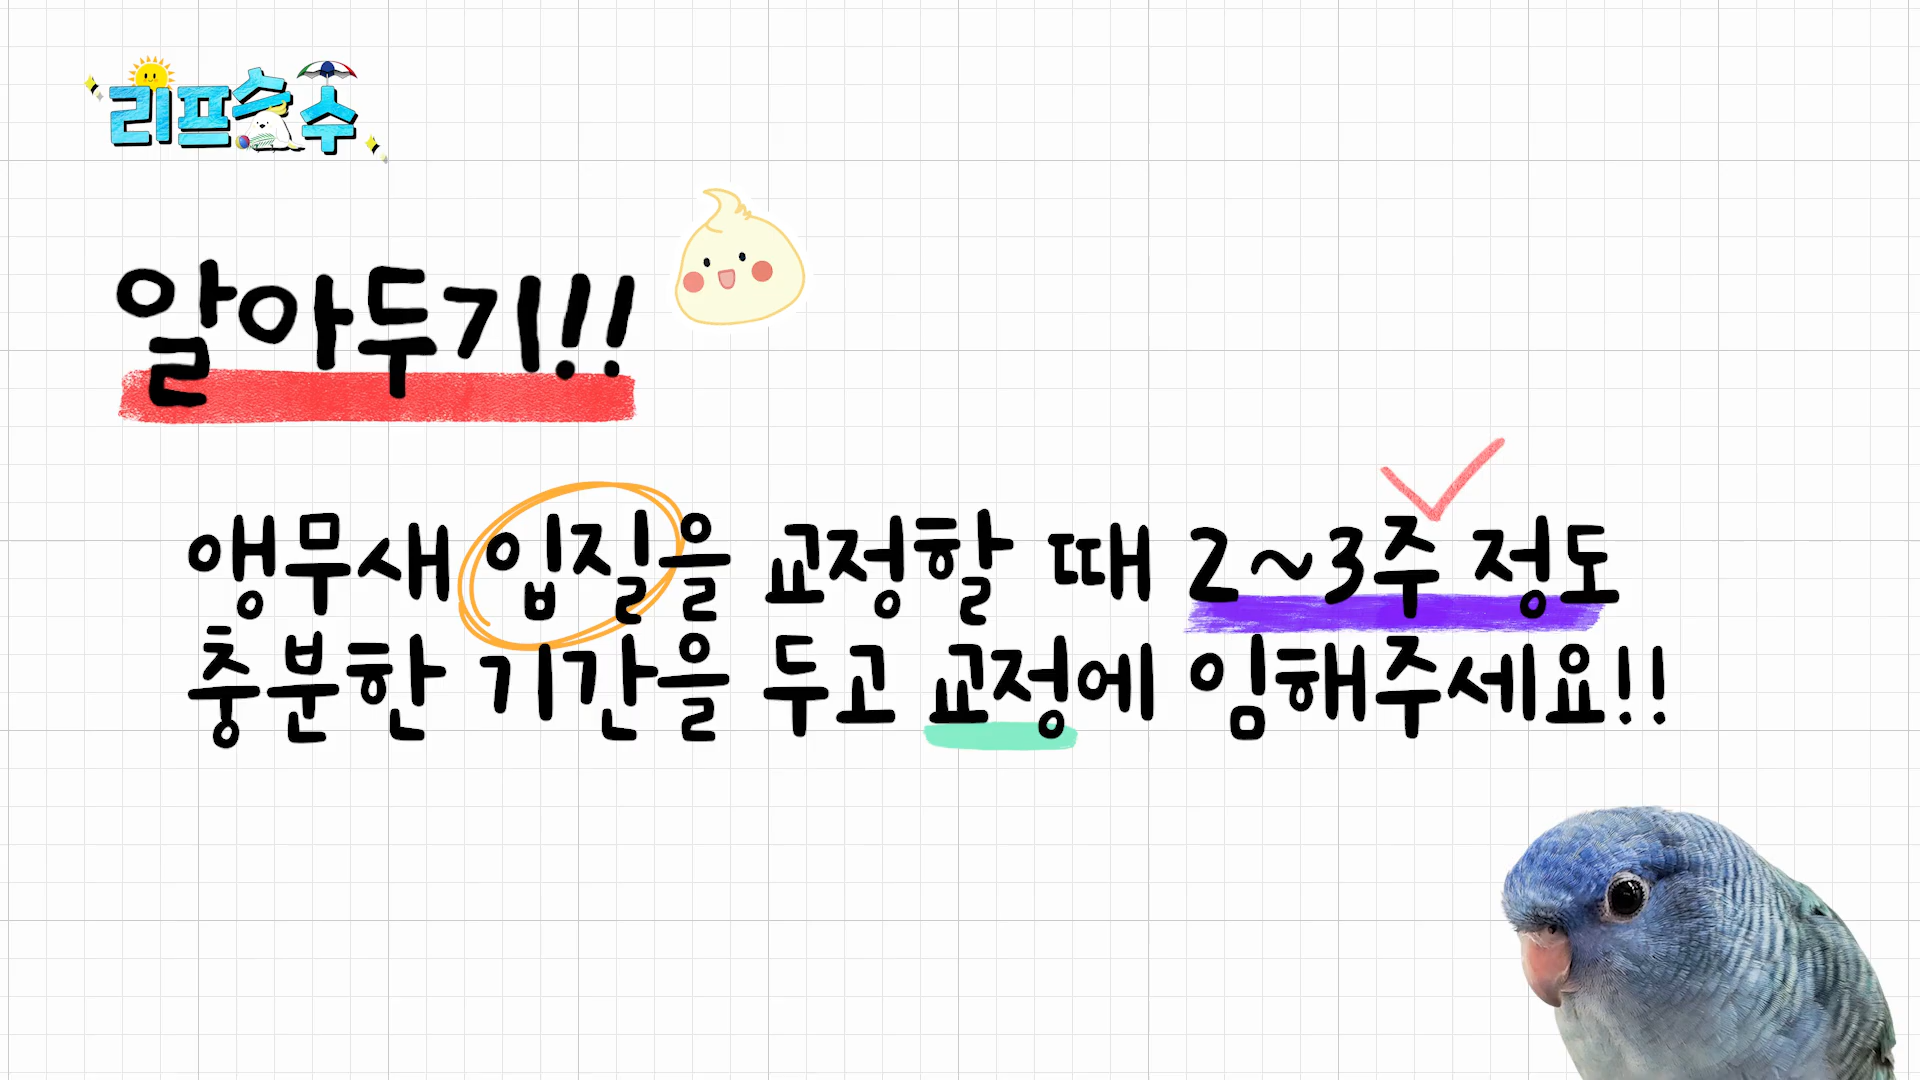 리프슝수
알아두기!!
앵무새 입질을 교정할 때 2~3주 정도
충분한 기간을 두고 교정에 임해주세요!!